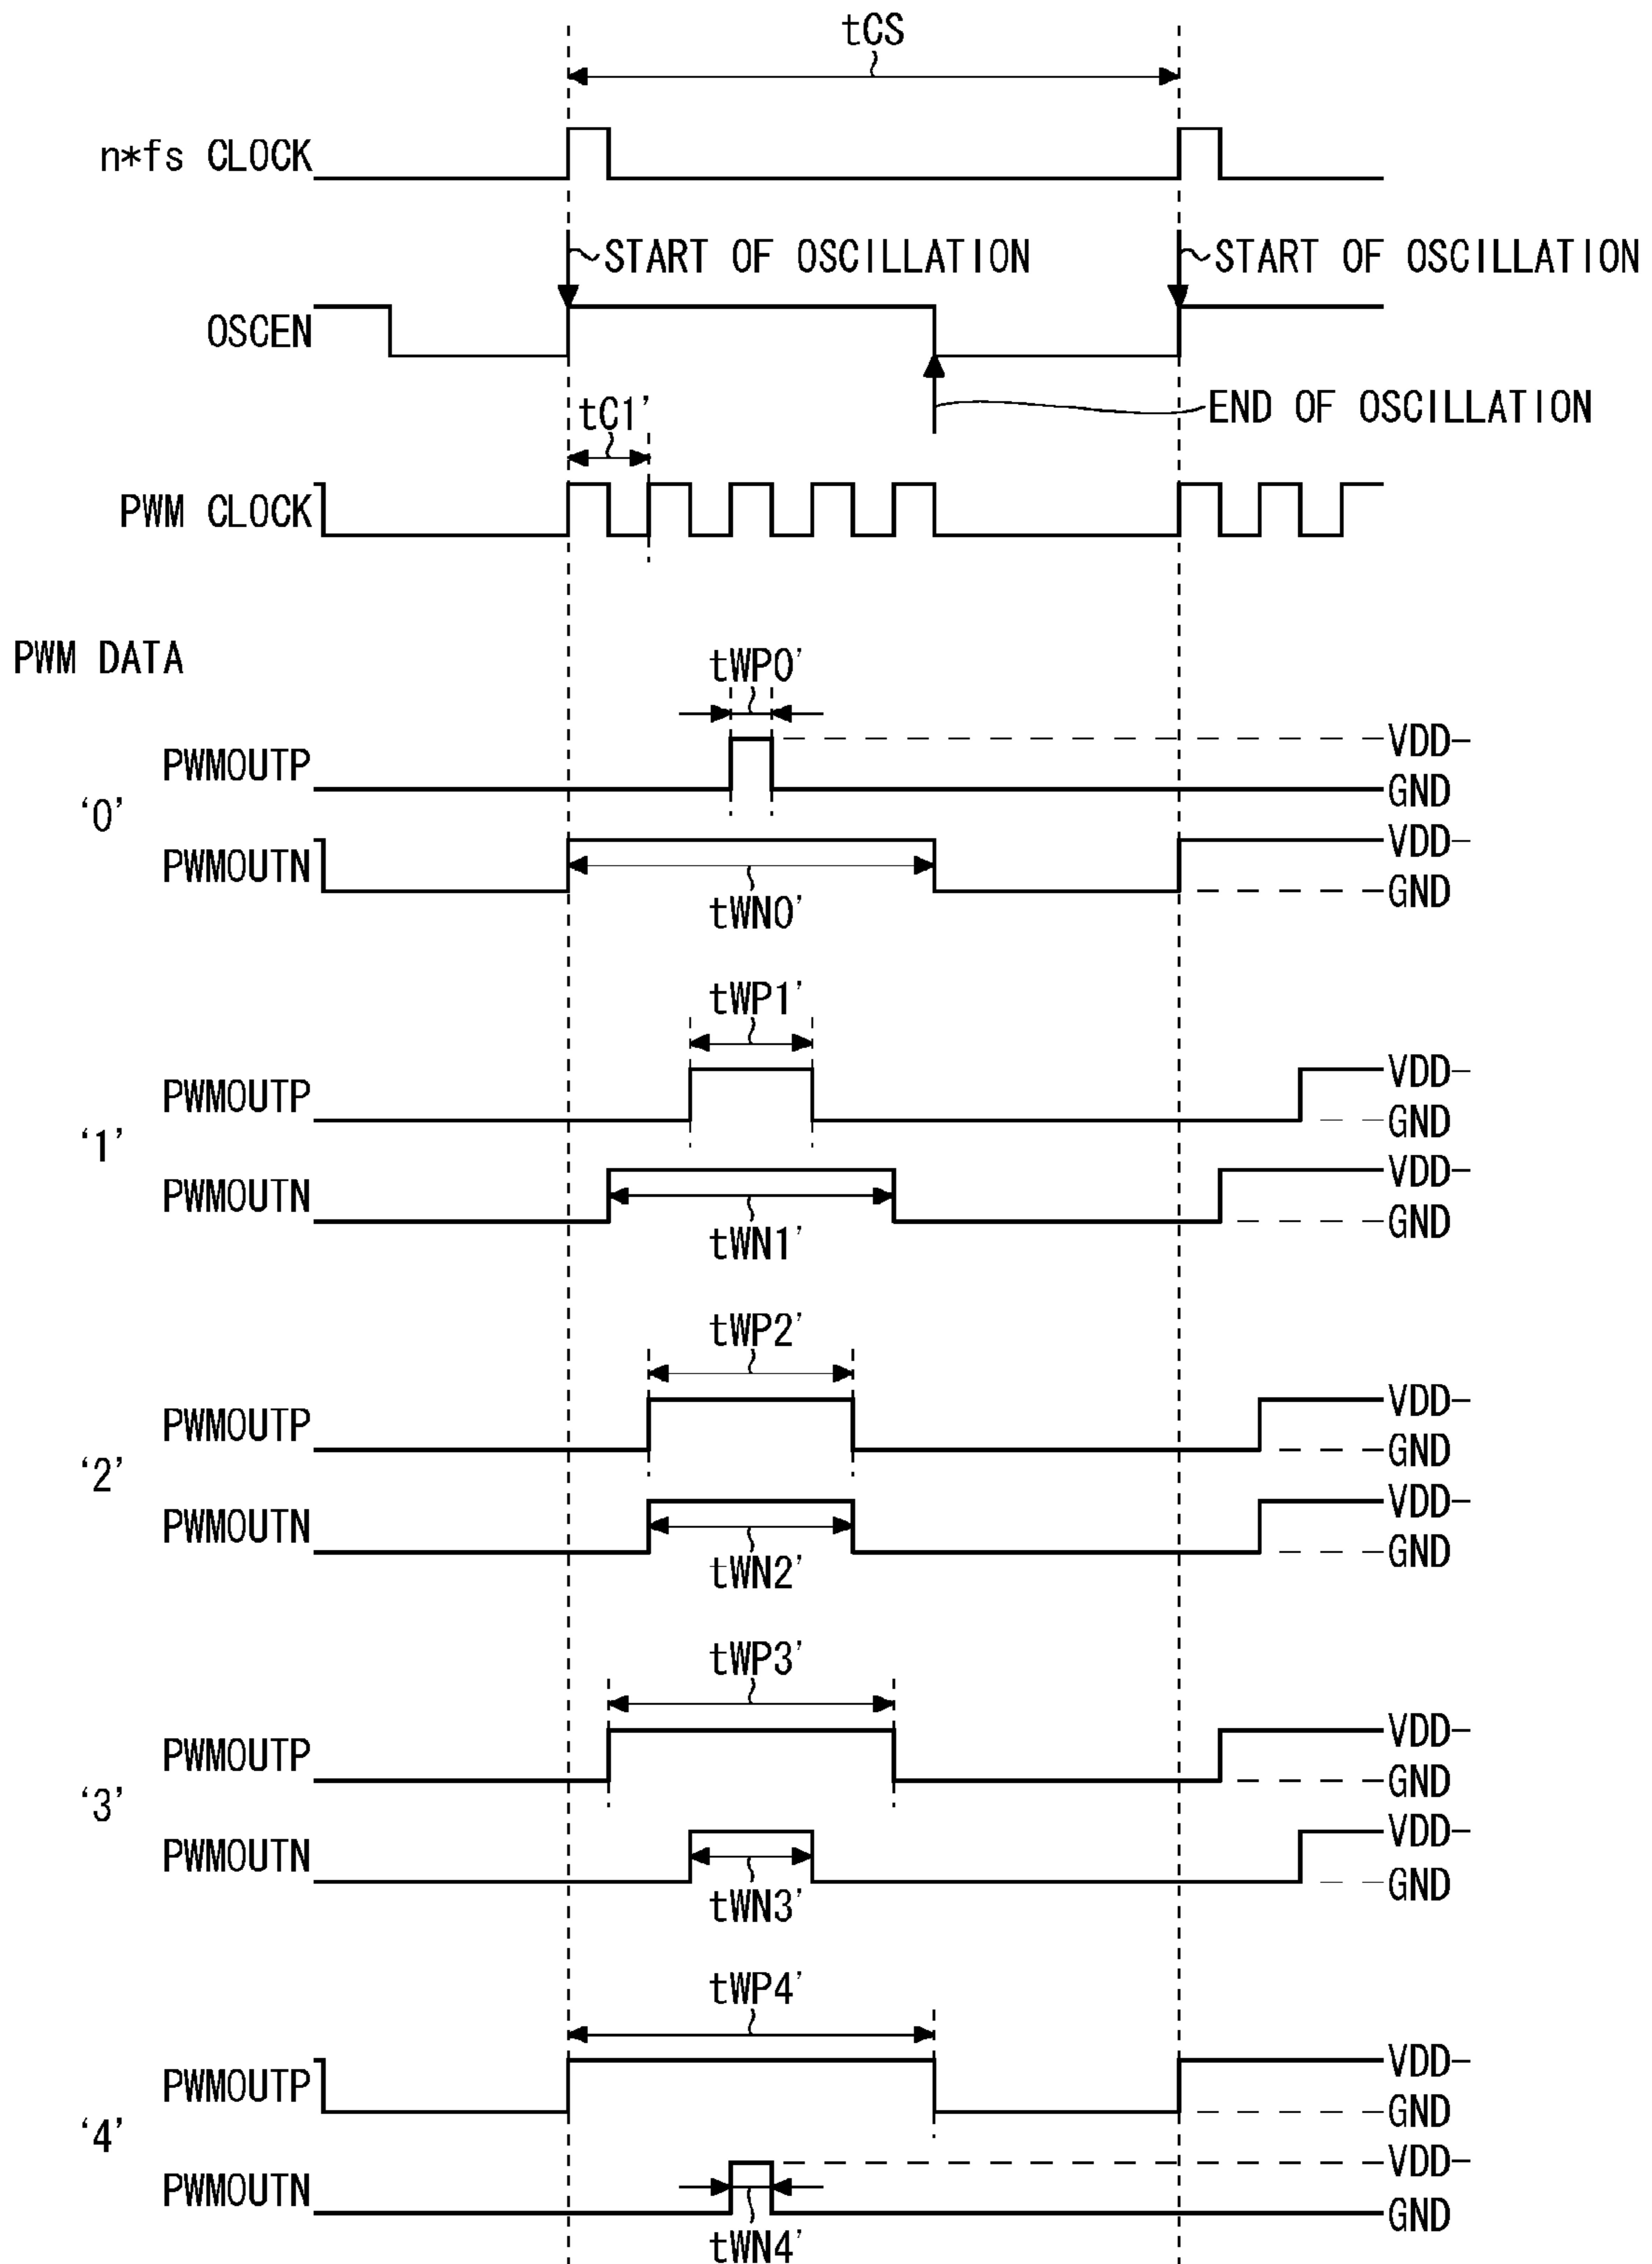 tCS
n*fs CLOCK
START OF OSCILLATION
START OF OSCILLATION
OSCEN
END OF OSCILLATION
tC1'
PWM CLOCK
PWM DATA
tWP0'
VDD-
PWMOUTP
GND
'0'
VDD-
PWMOUTN
GND
tWN0'
tWP1'
VDD-
PWMOUTP
GND
'1'
VDD-
PWMOUTN
GND
tWN1'
tWP2'
VDD-
PWMOUTP
GND
'2'
VDD-
PWMOUTN
GND
tWN2'
tWP3'
VDD-
PWMOUTP
GND
'3'
VDD-
PWMOUTN
GND
tWN3'
tWP4'
VDD-
PWMOUTP
GND
'4'
VDD-
PWMOUTN
GND
tWN4'